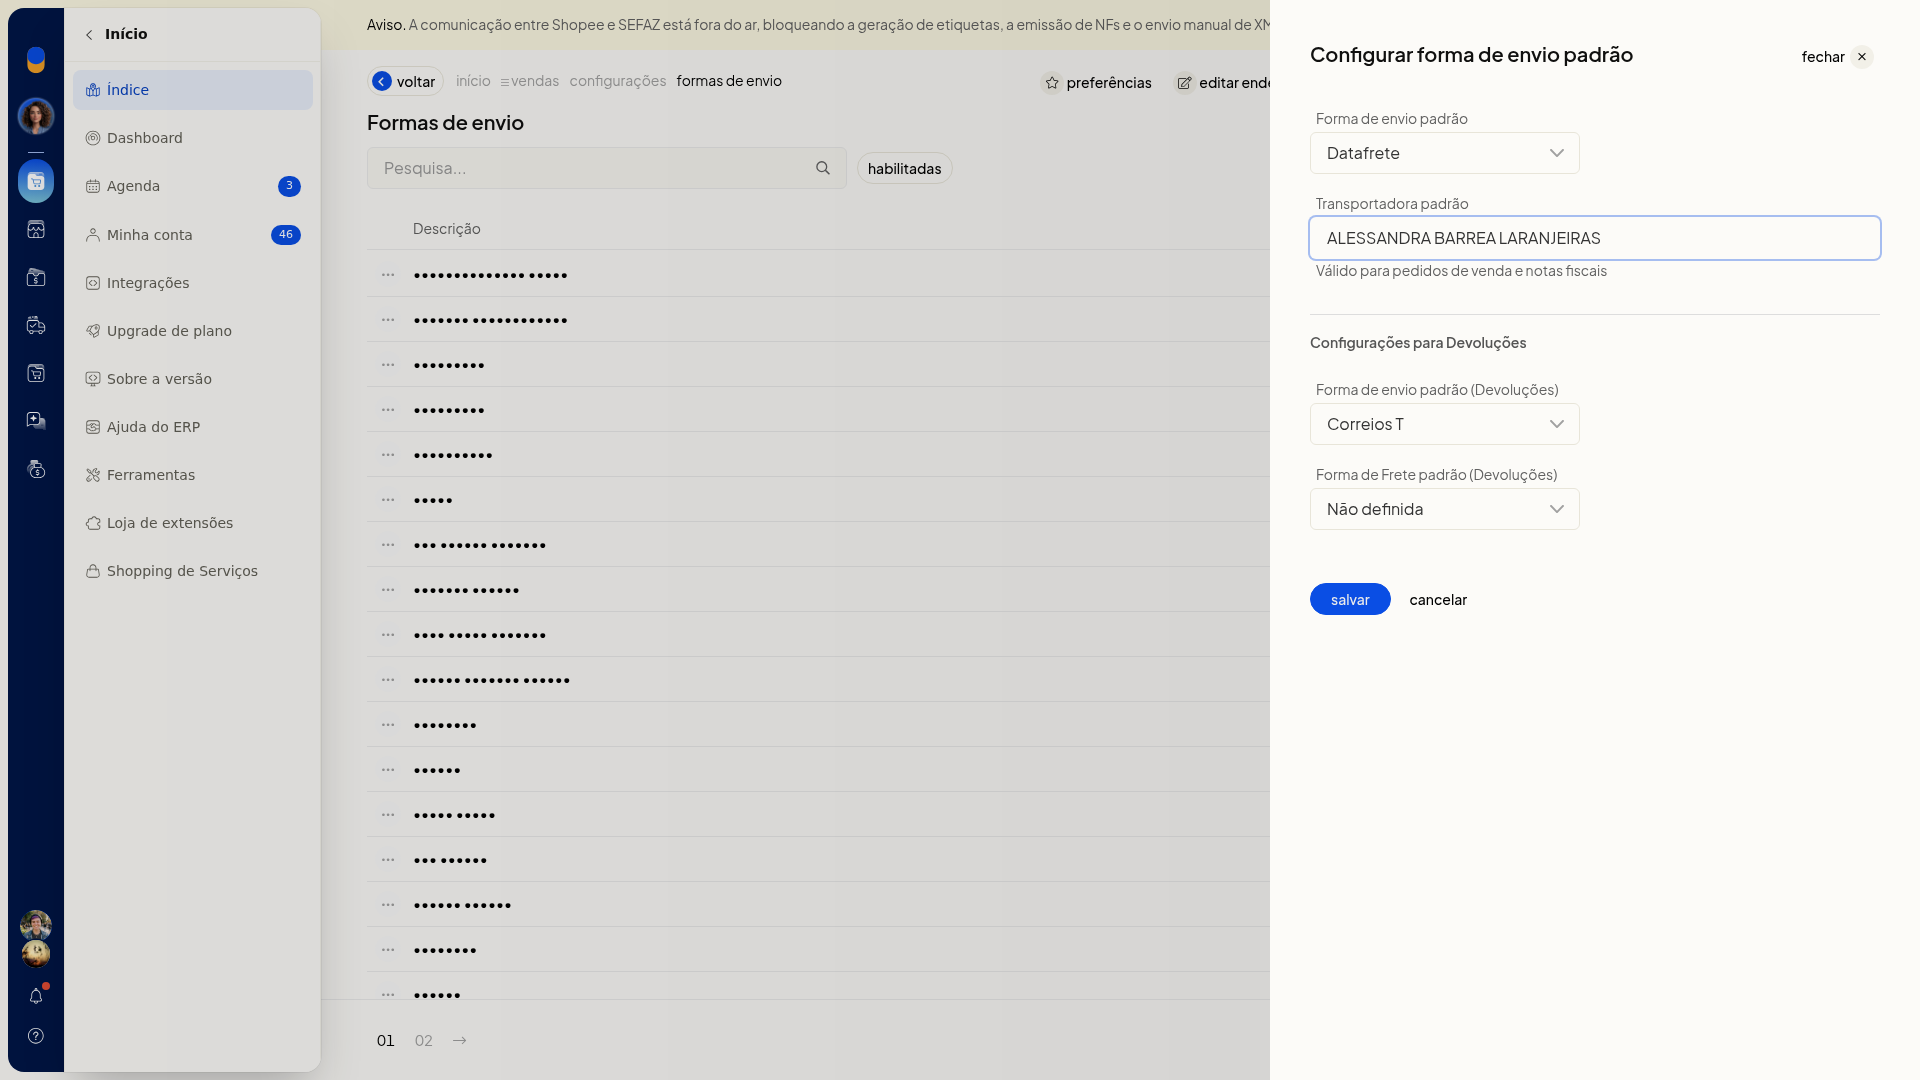 Início
Índice
Dashboard
Agenda
3
Minha conta
46
Integrações
Upgrade de plano
Sobre a versão
Ajuda do ERP
Ferramentas
Loja de extensões
Shopping de Serviços
Aviso. A comunicação entre Shopee e SEFAZ está fora do ar, bloqueando a geração de etiquetas, a emissão de NFs e o envio manual de XM
voltar início vendas configurações formas de envio
preferências editar ende
Formas de envio
Pesquisa...
habilitadas
Descrição
01 02 →
Configurar forma de envio padrão
fechar
Forma de envio padrão
Datafrete
Transportadora padrão
ALESSANDRA BARREA LARANJEIRAS
Válido para pedidos de venda e notas fiscais
Configurações para Devoluções
Forma de envio padrão (Devoluções)
Correios T
Forma de Frete padrão (Devoluções)
Não definida
salvar cancelar